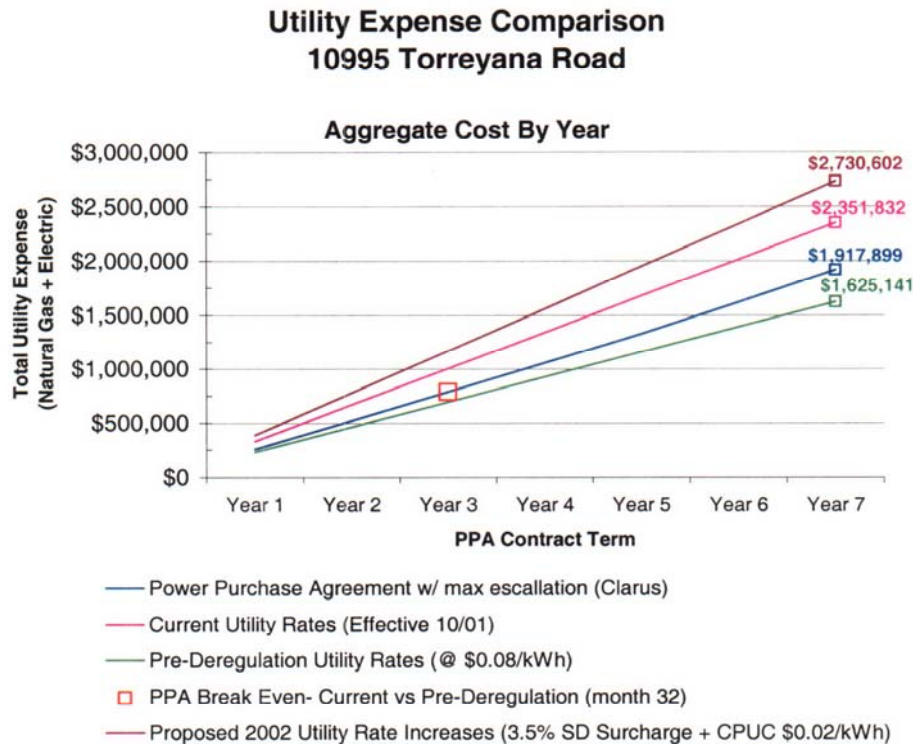 Utility Expense Comparison
10995 Torreyana Road
Aggregate Cost By Year
Total Utility Expense
(Natural Gas + Electric)
$3,000,000
$2,500,000
$2,000,000
$1,500,000
$1,000,000
$500,000
$0
$2,730,602
$2,351,832
$1,917,899
$1,625,141
Year 1 Year 2 Year 3 Year 4 Year 5 Year 6 Year 7
PPA Contract Term
Power Purchase Agreement w/ max escallation (Clarus)
Current Utility Rates (Effective 10/01)
Pre-Deregulation Utility Rates (@ $0.08/kWh)
PPA Break Even- Current vs Pre-Deregulation (month 32)
Proposed 2002 Utility Rate Increases (3.5% SD Surcharge + CPUC $0.02/kWh)